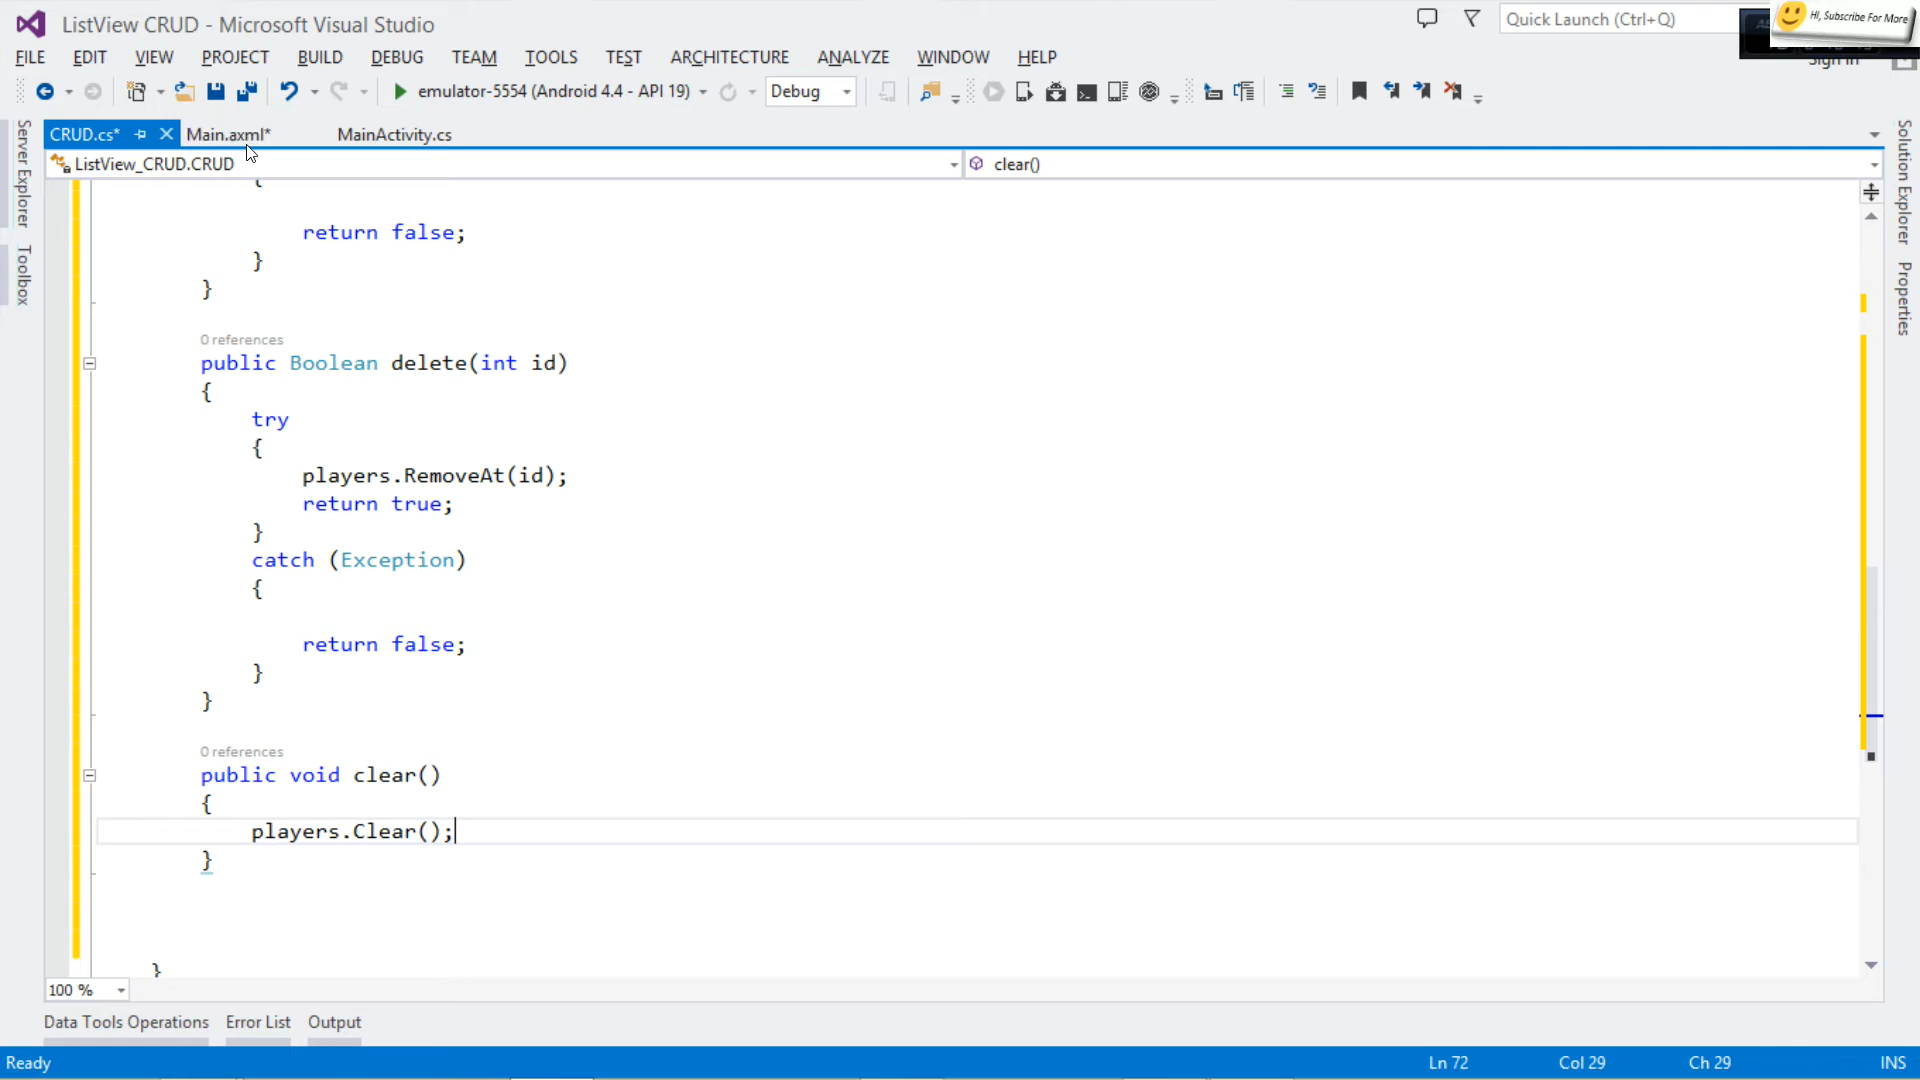 ListView CRUD - Microsoft Visual Studio
Quick Launch (Ctrl+Q)
Hi, Subscribe For More
FILE EDIT VIEW PROJECT BUILD DEBUG TEAM TOOLS TEST ARCHITECTURE ANALYZE WINDOW HELP
Sign in
emulator-5554 (Android 4.4 - API 19) Debug
CRUD.cs* Main.axml* MainActivity.cs
ListView_CRUD.CRUD clear()
Server Explorer
Toolbox
Solution Explorer
Properties
{
return false;
}
}
0 references
public Boolean delete(int id)
{
try
{
players.RemoveAt(id);
return true;
}
catch (Exception)
{
return false;
}
}
0 references
public void clear()
{
players.Clear();
}
}
100 %
Data Tools Operations Error List Output
Ready Ln 72 Col 29 Ch 29 INS